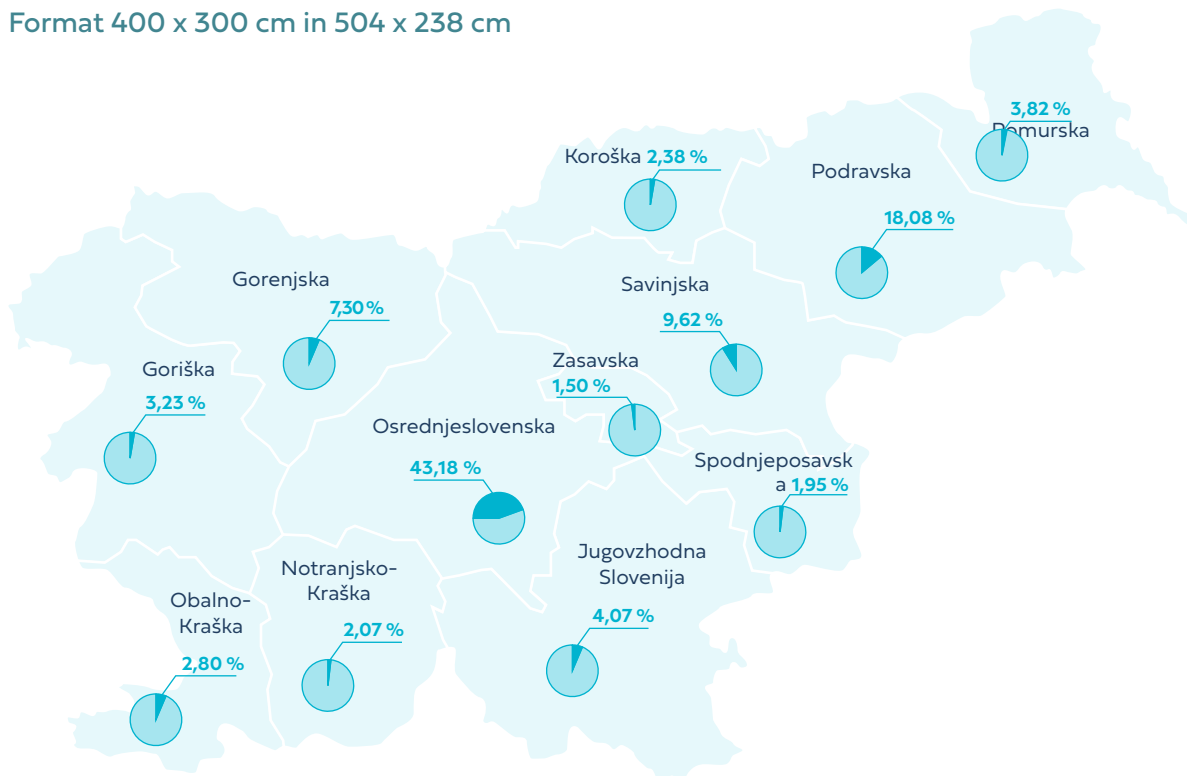 Format 400 x 300 cm in 504 x 238 cm
3,82 %
Pomurska
Koroška 2,38 %
Podravska
18,08 %
Gorenjska
7,30 %
Savinjska
9,62 %
Goriška
3,23 %
Zasavska
1,50 %
Osrednjeslovenska
43,18 %
Spodnjeposavsk
a 1,95 %
Jugovzhodna
Slovenija
4,07 %
Notranjsko-
Kraška
2,07 %
Obalno-
Kraška
2,80 %